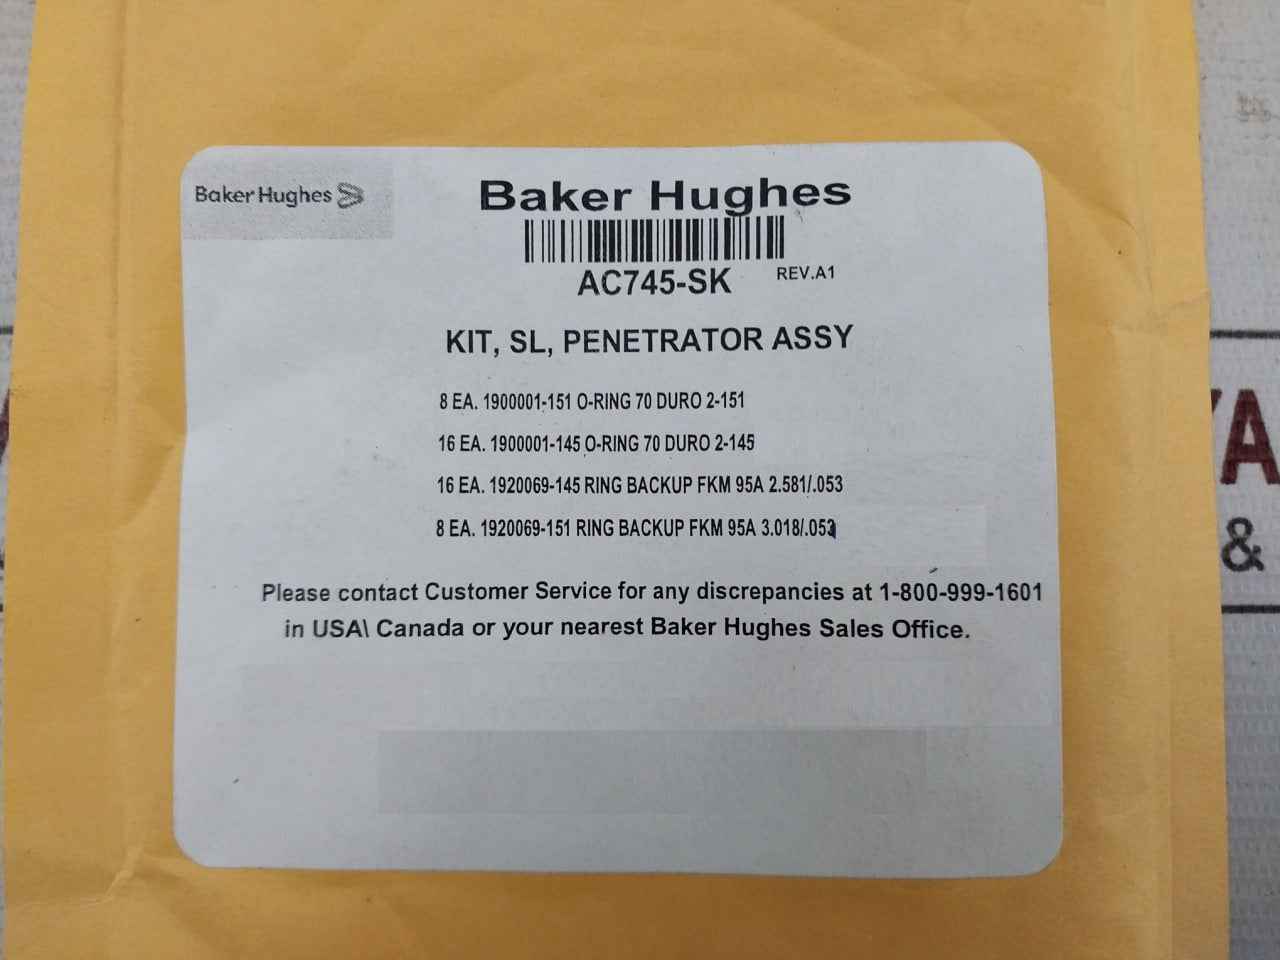 Baker Hughes
Baker Hughes
AC745-SK REV.A1
KIT, SL, PENETRATOR ASSY
8 EA. 1900001-151 O-RING 70 DURO 2-151
16 EA. 1900001-145 O-RING 70 DURO 2-145
16 EA. 1920069-145 RING BACKUP FKM 95A 2.581/.053
8 EA. 1920069-151 RING BACKUP FKM 95A 3.018/.053
Please contact Customer Service for any discrepancies at 1-800-999-1601
in USA\ Canada or your nearest Baker Hughes Sales Office.
YA
&